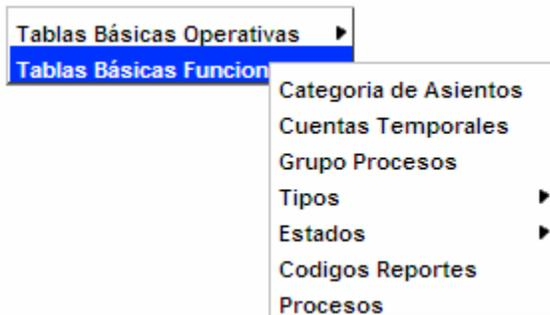 Tablas Básicas Operativas
Tablas Básicas Funcion
Categoria de Asientos
Cuentas Temporales
Grupo Procesos
Tipos
Estados
Codigos Reportes
Procesos